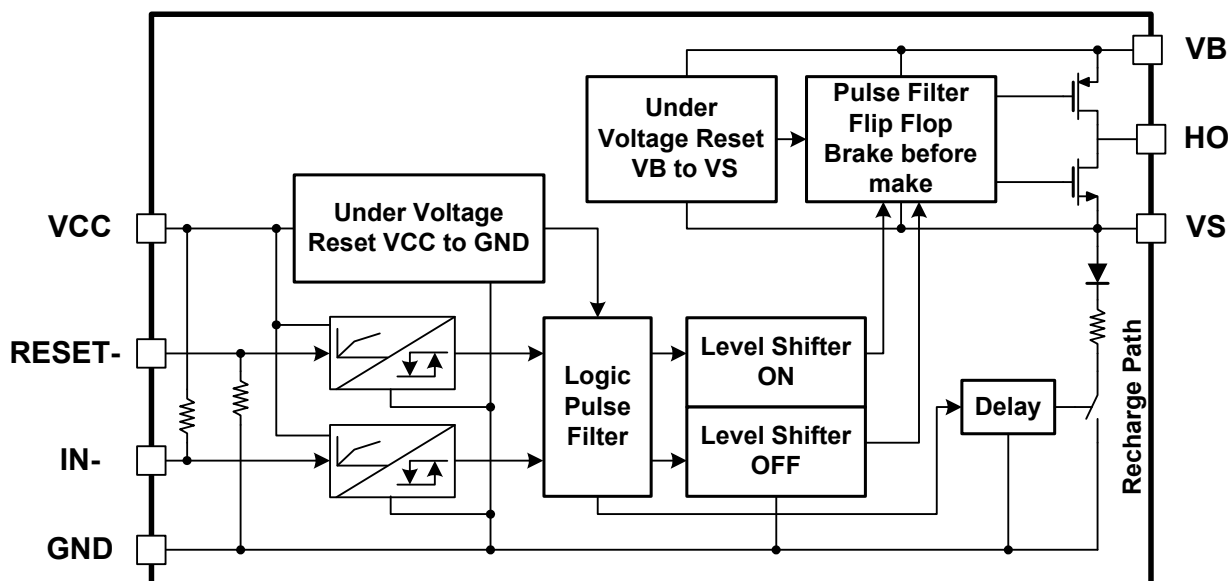 VB
Under
Voltage Reset
VB to VS
Pulse Filter
Flip Flop
Brake before
make
HO
VCC
Under Voltage
Reset VCC to GND
VS
RESET-
Logic
Pulse
Filter
Level Shifter
ON
Delay
Recharge Path
IN-
Level Shifter
OFF
GND